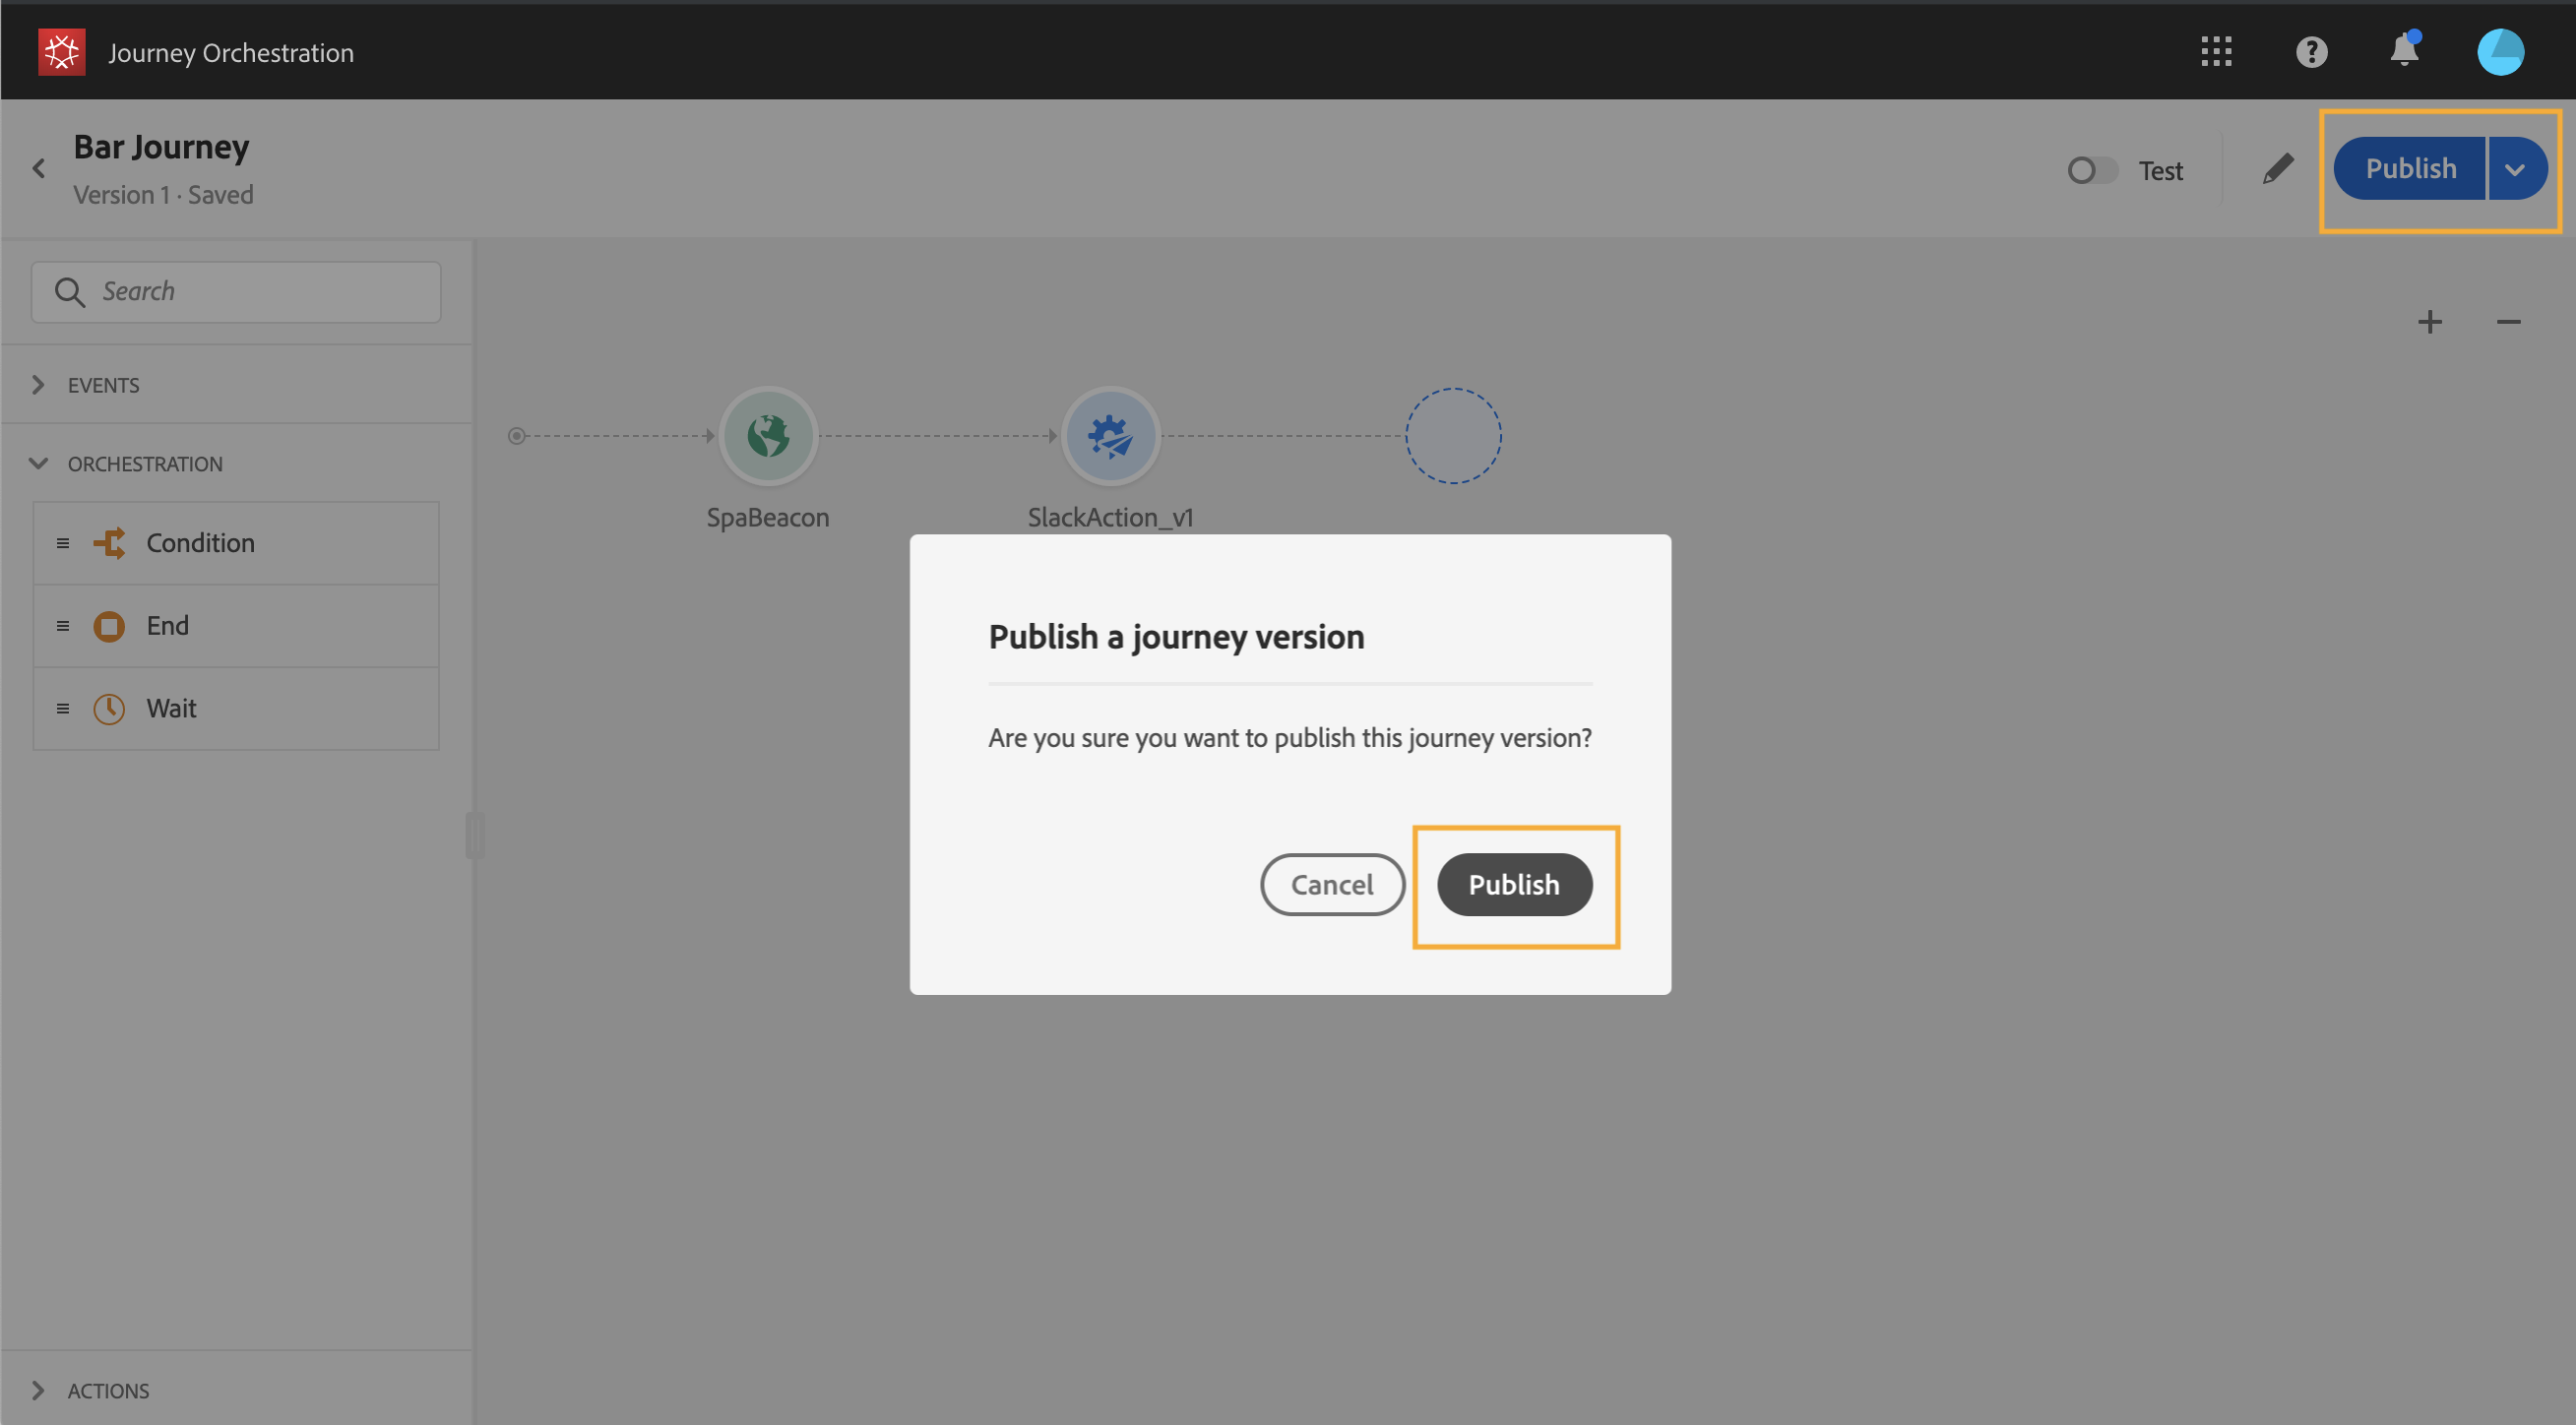 Journey Orchestration
Bar Journey
Version 1 · Saved
Test
Publish
Search
EVENTS
ORCHESTRATION
Condition
End
Wait
ACTIONS
SpaBeacon
SlackAction_v1
Publish a journey version
Are you sure you want to publish this journey version?
Cancel
Publish